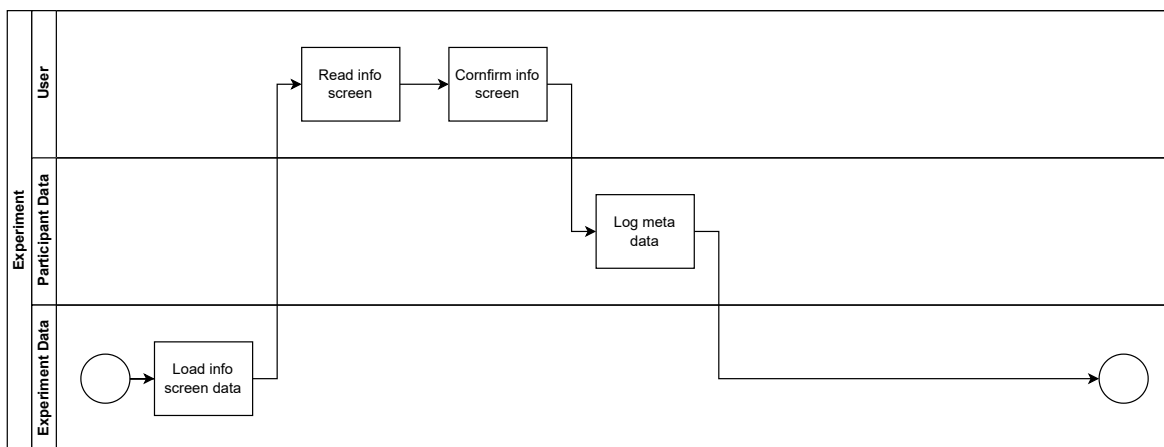 Experiment
User
Read info
screen
Cornfirm info
screen
Participant Data
Log meta
data
Experiment Data
Load info
screen data